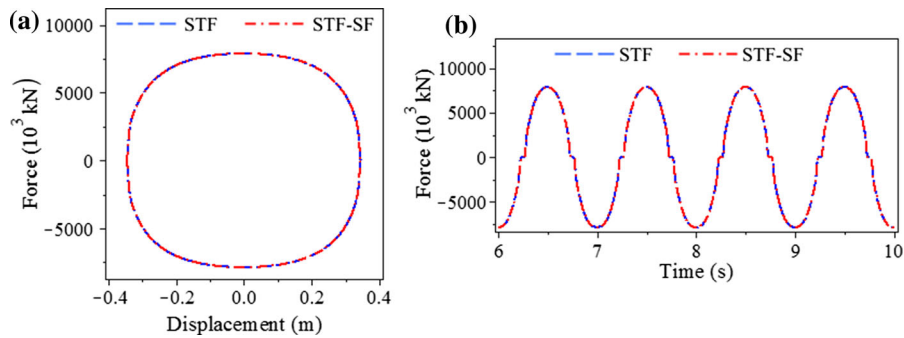 (a)
STF STF-SF
10000
5000
0
−5000
Force (10³ kN)
−0.4 −0.2 0.0 0.2 0.4
Displacement (m)
(b)
STF STF-SF
10000
5000
0
−5000
Force (10³ kN)
6 7 8 9 10
Time (s)